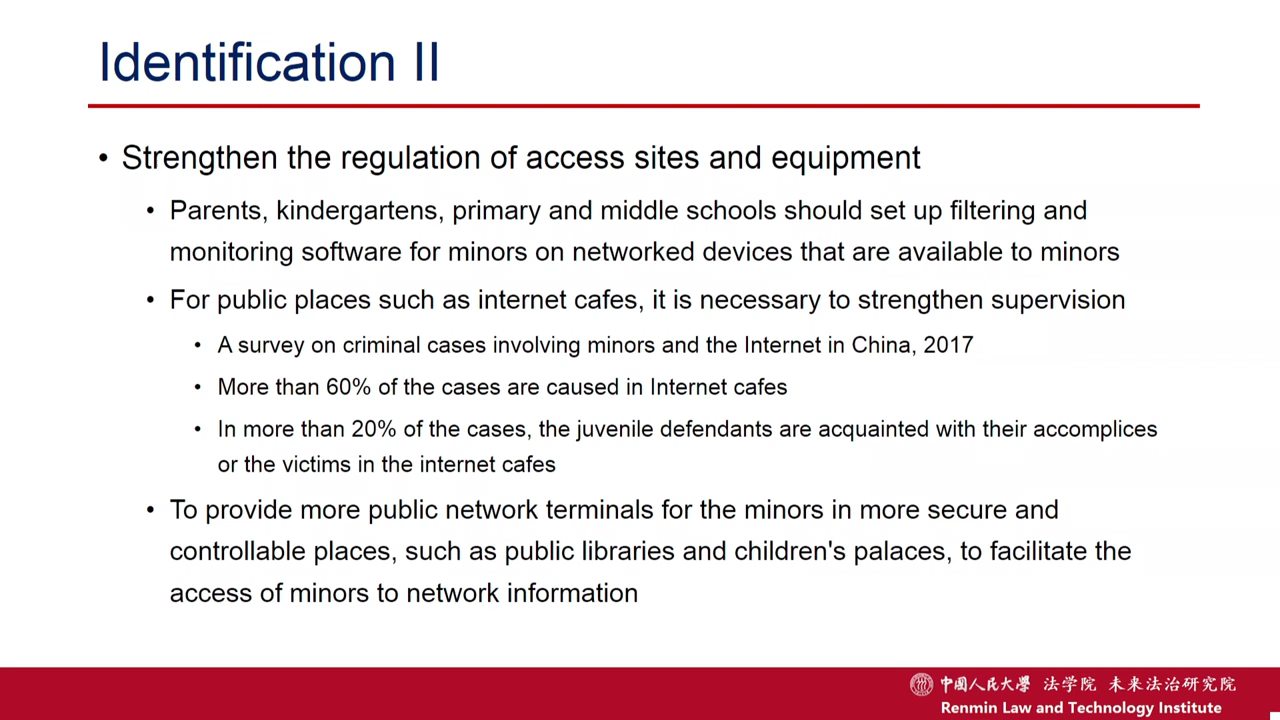 Identification II
• Strengthen the regulation of access sites and equipment
• Parents, kindergartens, primary and middle schools should set up filtering and
monitoring software for minors on networked devices that are available to minors
• For public places such as internet cafes, it is necessary to strengthen supervision
• A survey on criminal cases involving minors and the Internet in China, 2017
• More than 60% of the cases are caused in Internet cafes
• In more than 20% of the cases, the juvenile defendants are acquainted with their accomplices
or the victims in the internet cafes
• To provide more public network terminals for the minors in more secure and
controllable places, such as public libraries and children's palaces, to facilitate the
access of minors to network information
中國人民大學 法学院 未来法治研究院
Renmin Law and Technology Institute